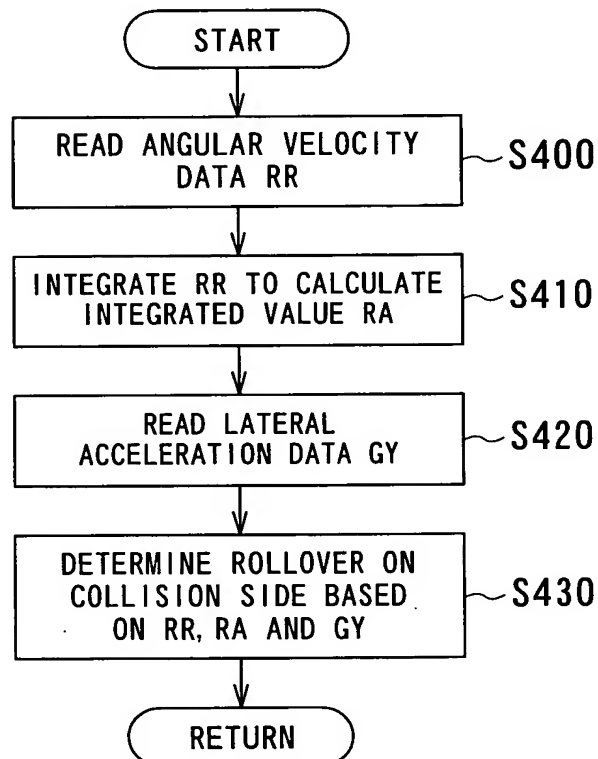 START
READ ANGULAR VELOCITY
DATA RR
S400
INTEGRATE RR TO CALCULATE
INTEGRATED VALUE RA
S410
READ LATERAL
ACCELERATION DATA GY
S420
DETERMINE ROLLOVER ON
COLLISION SIDE BASED
ON RR, RA AND GY
S430
RETURN